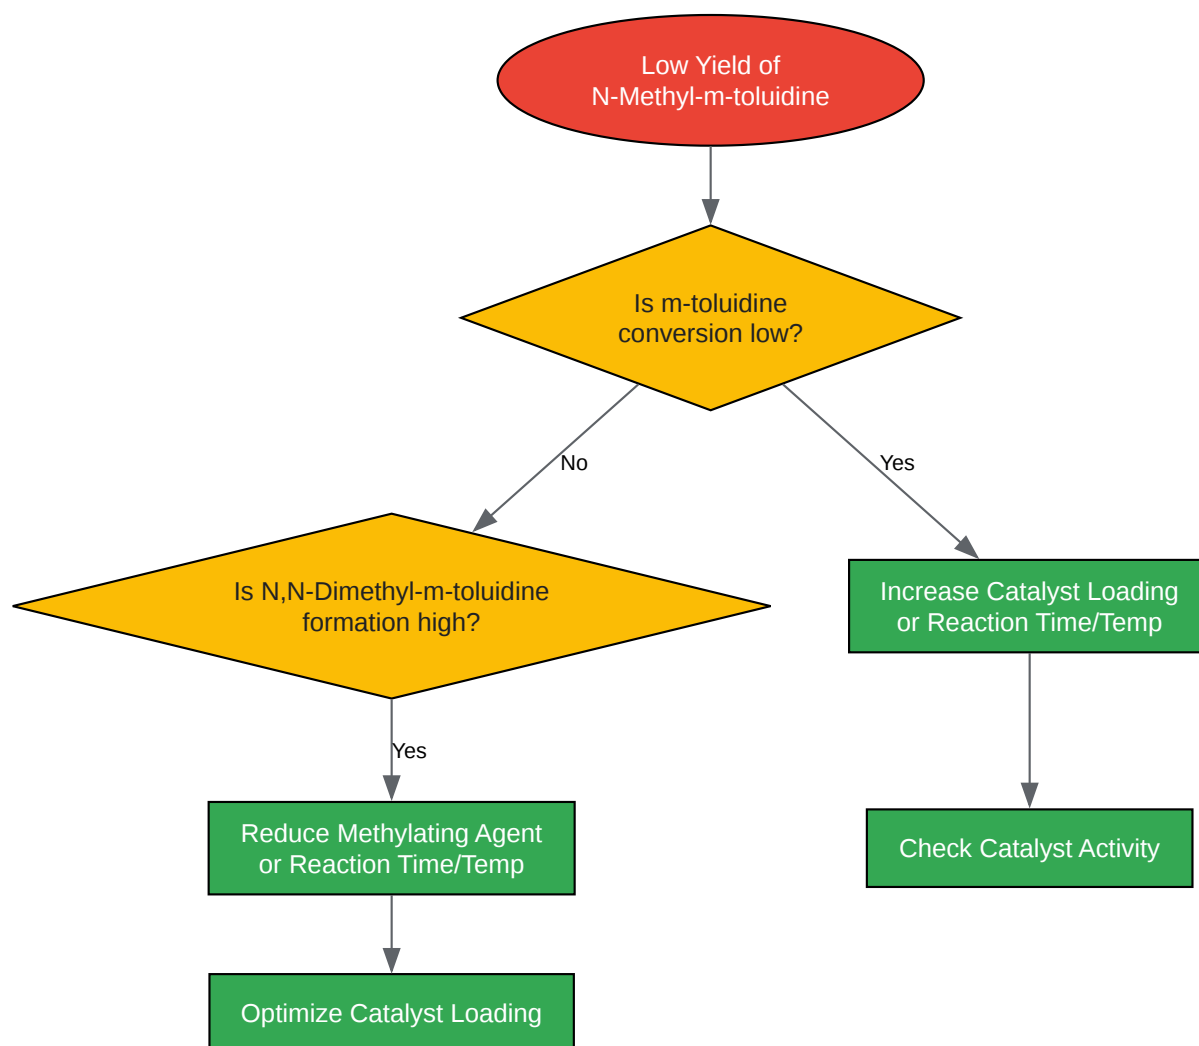 Low Yield of
N-Methyl-m-toluidine
Is m-toluidine
conversion low?
No
Yes
Is N,N-Dimethyl-m-toluidine
formation high?
Increase Catalyst Loading
or Reaction Time/Temp
Yes
Reduce Methylating Agent
or Reaction Time/Temp
Check Catalyst Activity
Optimize Catalyst Loading